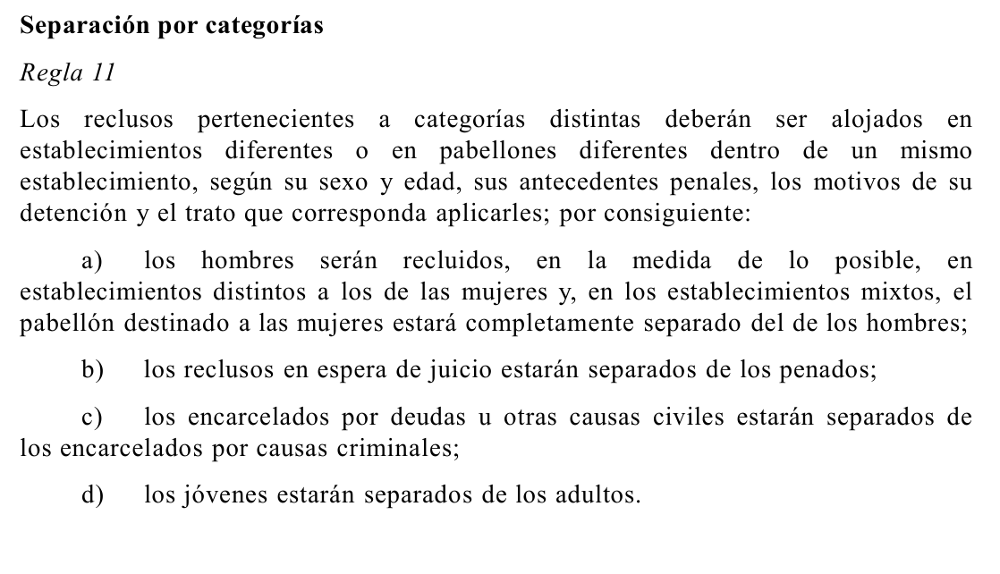 Separación por categorías
Regla 11
Los reclusos pertenecientes a categorías distintas deberán ser alojados en
establecimientos diferentes o en pabellones diferentes dentro de un mismo
establecimiento, según su sexo y edad, sus antecedentes penales, los motivos de su
detención y el trato que corresponda aplicarles; por consiguiente:
a) los hombres serán recluidos, en la medida de lo posible, en
establecimientos distintos a los de las mujeres y, en los establecimientos mixtos, el
pabellón destinado a las mujeres estará completamente separado del de los hombres;
b) los reclusos en espera de juicio estarán separados de los penados;
c) los encarcelados por deudas u otras causas civiles estarán separados de
los encarcelados por causas criminales;
d) los jóvenes estarán separados de los adultos.